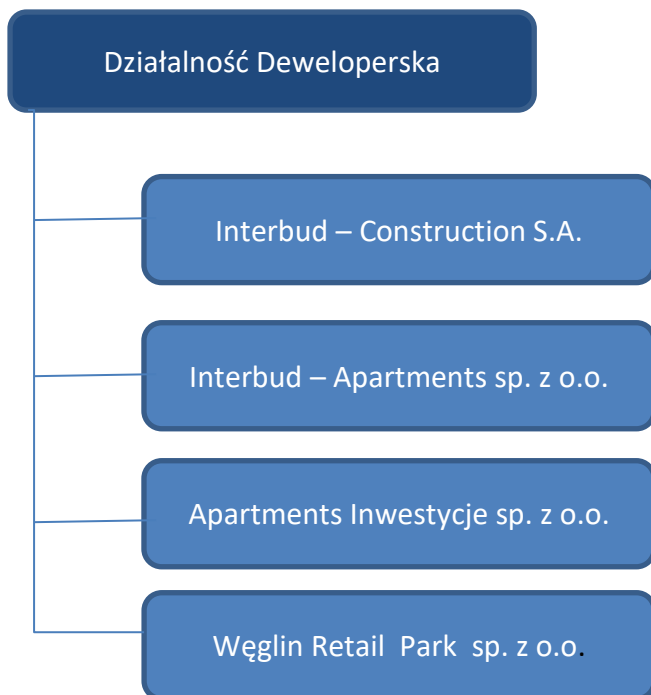 Działalność Deweloperska
Interbud – Construction S.A.
Interbud – Apartments sp. z o.o.
Apartments Inwestycje sp. z o.o.
Węglin Retail  Park  sp. z o.o.